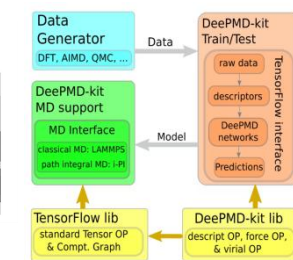 Data
Generator
DFT, AIMD, QMC, ...
Data
DeePMD-kit
Train/Test
raw data
descriptors
DeePMD
networks
Predictions
TensorFlow interface
DeePMD-kit
MD support
MD Interface
classical MD: LAMMPS
path integral MD: i-PI
Model
TensorFlow lib
standard Tensor OP
& Compt. Graph
DeePMD-kit lib
descript OP, force OP,
& virial OP